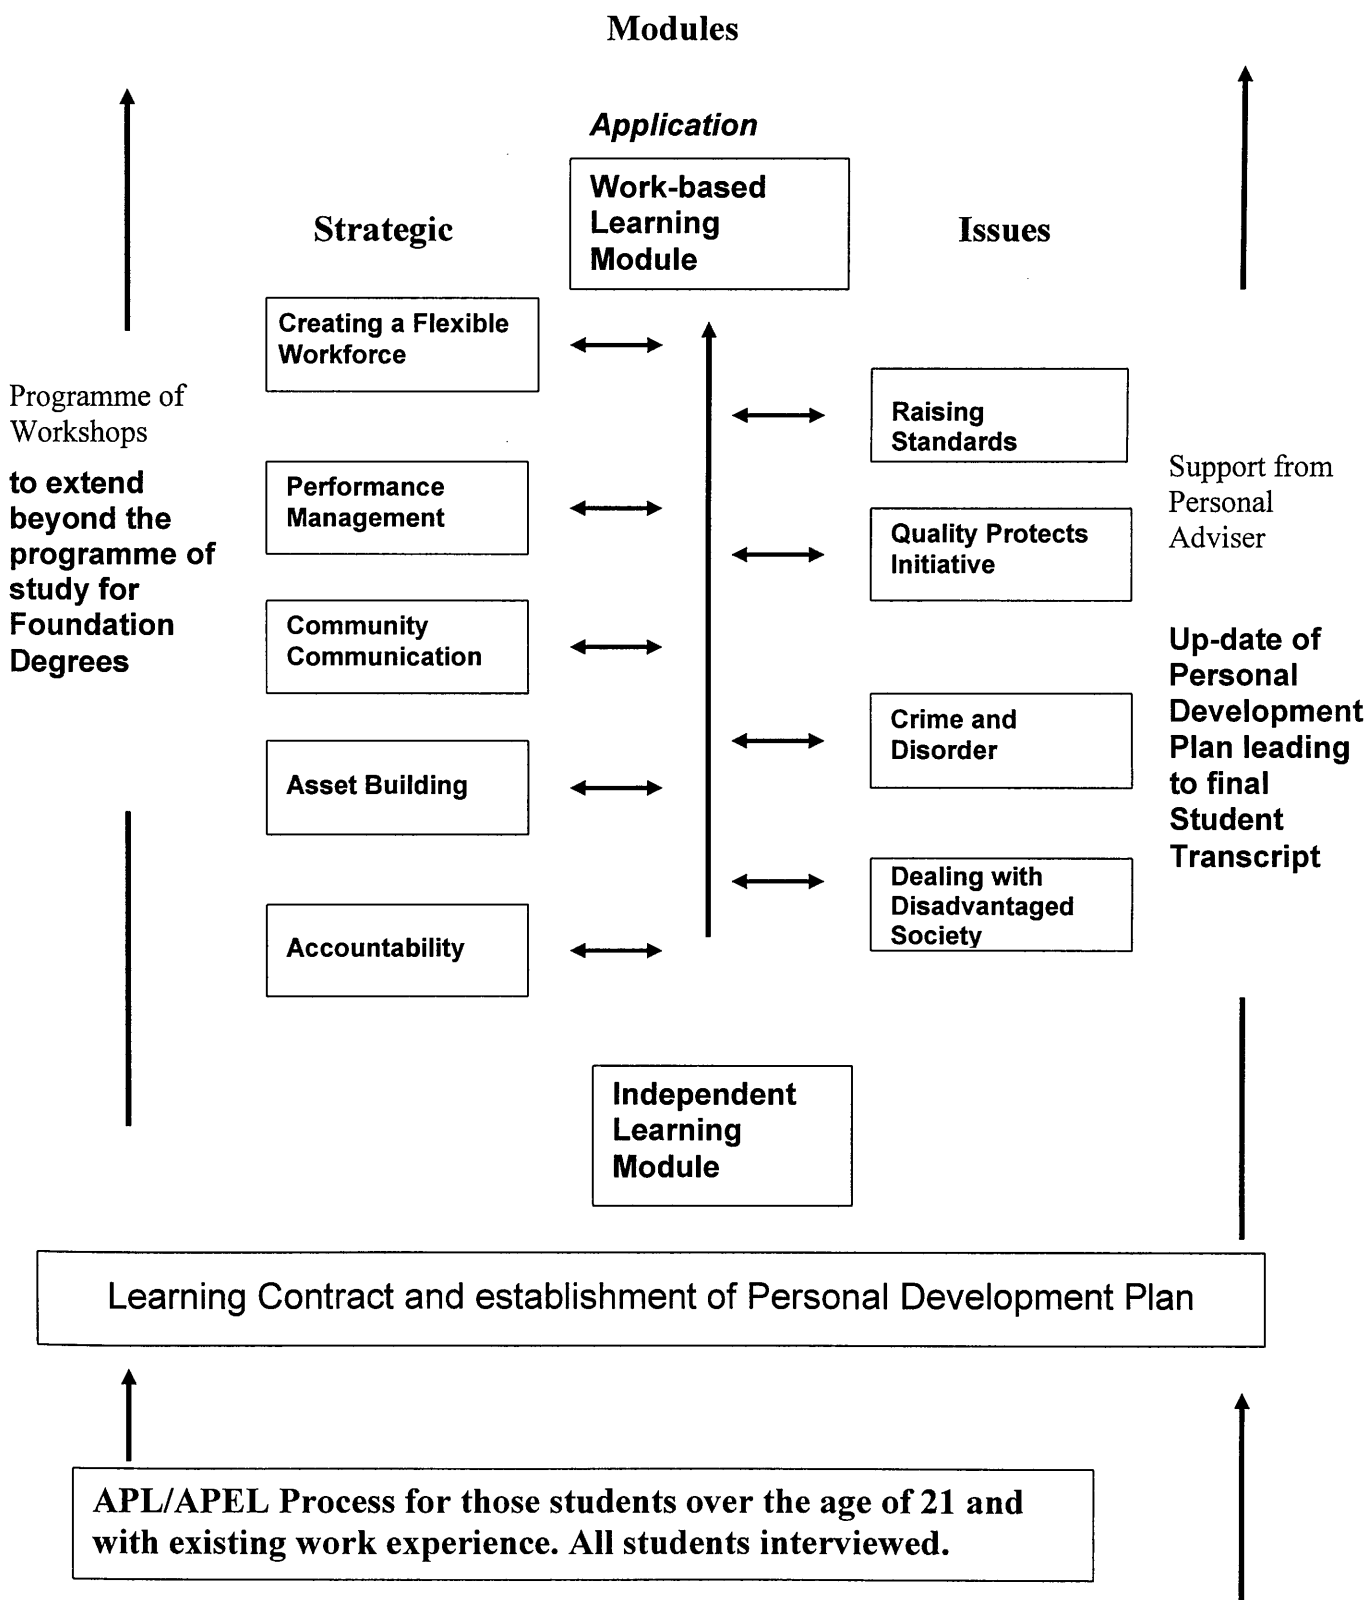 Modules
Application
Work-based
Learning
Module
Strategic
Issues
Creating a Flexible
Workforce
Programme of
Workshops
to extend
beyond the
programme of
study for
Foundation
Degrees
Performance
Management
Community
Communication
Asset Building
Accountability
Raising
Standards
Quality Protects
Initiative
Crime and
Disorder
Dealing with
Disadvantaged
Society
Support from
Personal
Adviser
Up-date of
Personal
Development
Plan leading
to final
Student
Transcript
Independent
Learning
Module
Learning Contract and establishment of Personal Development Plan
APL/APEL Process for those students over the age of 21 and
with existing work experience. All students interviewed.